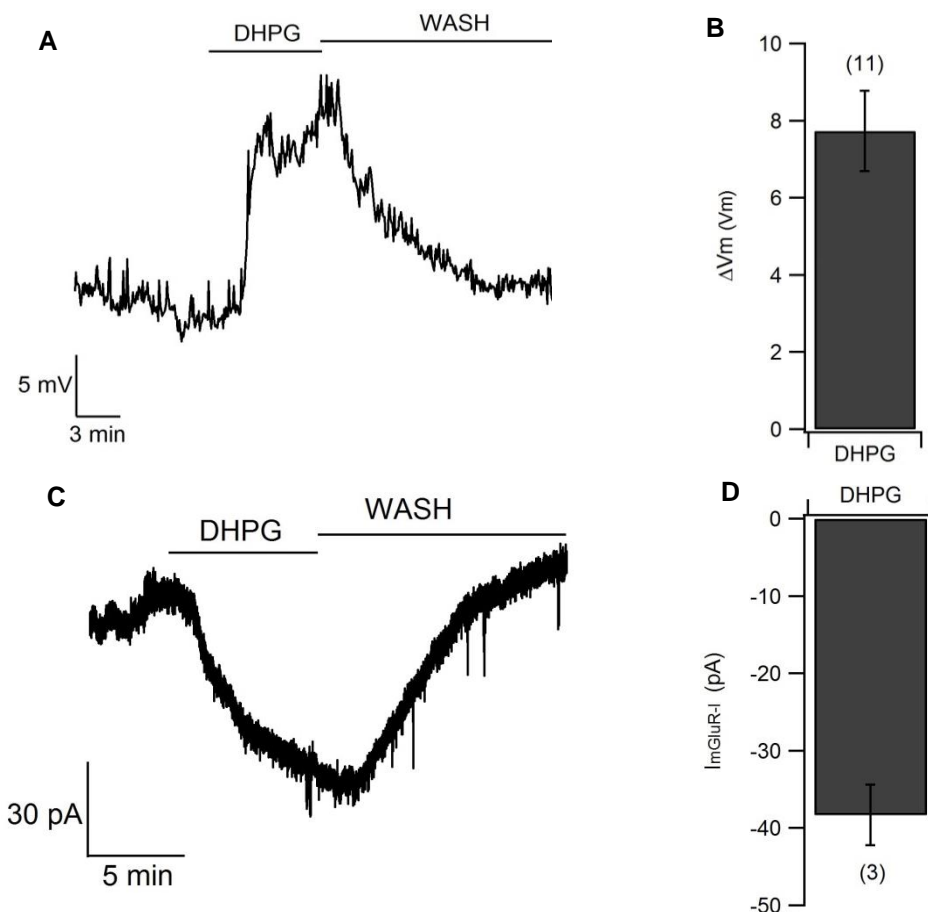 A
DHPG
WASH
5 mV
3 min
B
10
8
6
4
2
0
ΔVm (Vm)
(11)
DHPG
C
DHPG
WASH
30 pA
5 min
D
DHPG
0
-10
-20
-30
-40
-50
ImGluR-I (pA)
(3)